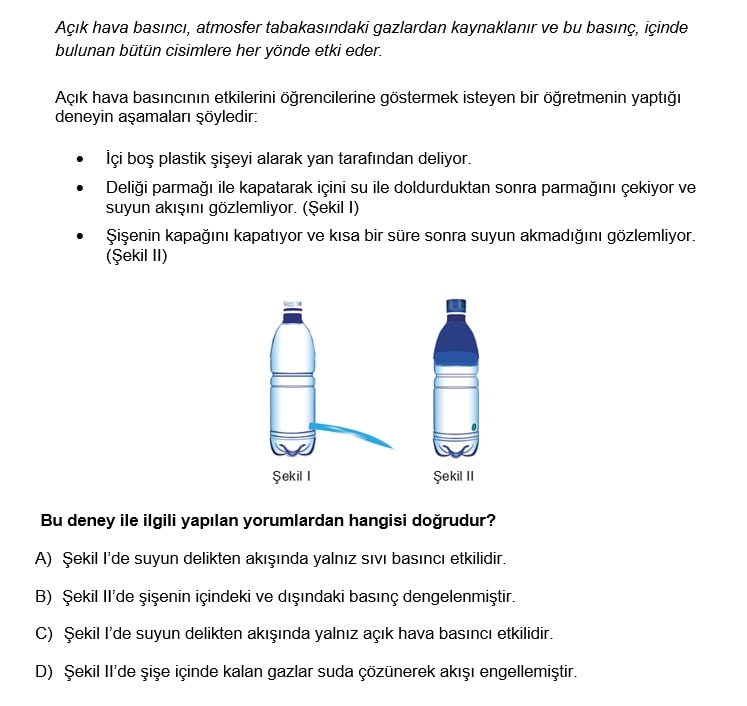 Açık hava basıncı, atmosfer tabakasındaki gazlardan kaynaklanır ve bu basınç, içinde
bulunan bütün cisimlere her yönde etki eder.
Açık hava basıncının etkilerini öğrencilerine göstermek isteyen bir öğretmenin yaptığı
deneyin aşamaları şöyledir:
• İçi boş plastik şişeyi alarak yan tarafından deliyor.
• Deliği parmağı ile kapatarak içini su ile doldurduktan sonra parmağını çekiyor ve
suyun akışını gözlemliyor. (Şekil I)
• Şişenin kapağını kapatıyor ve kısa bir süre sonra suyun akmadığını gözlemliyor.
(Şekil II)
Şekil I
Şekil II
Bu deney ile ilgili yapılan yorumlardan hangisi doğrudur?
A) Şekil I’de suyun delikten akışında yalnız sıvı basıncı etkilidir.
B) Şekil II’de şişenin içindeki ve dışındaki basınç dengelenmiştir.
C) Şekil I’de suyun delikten akışında yalnız açık hava basıncı etkilidir.
D) Şekil II’de şişe içinde kalan gazlar suda çözünerek akışı engellemiştir.